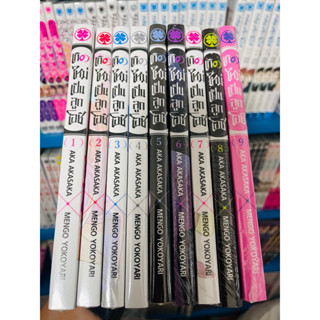 เกิดใหม่เป็นลูกโอชิ 1 AKA AKASAKA × MENGO YOKOYARI
เกิดใหม่เป็นลูกโอชิ 2 AKA AKASAKA × MENGO YOKOYARI
เกิดใหม่เป็นลูกโอชิ 3 AKA AKASAKA × MENGO YOKOYARI
เกิดใหม่เป็นลูกโอชิ 4 AKA AKASAKA × MENGO YOKOYARI
เกิดใหม่เป็นลูกโอชิ 5 AKA AKASAKA × MENGO YOKOYARI
เกิดใหม่เป็นลูกโอชิ 6 AKA AKASAKA × MENGO YOKOYARI
เกิดใหม่เป็นลูกโอชิ 7 AKA AKASAKA × MENGO YOKOYARI
เกิดใหม่เป็นลูกโอชิ 8 AKA AKASAKA × MENGO YOKOYARI
เกิดใหม่เป็นลูกโอชิ 9 AKA AKASAKA × MENGO YOKOYARI